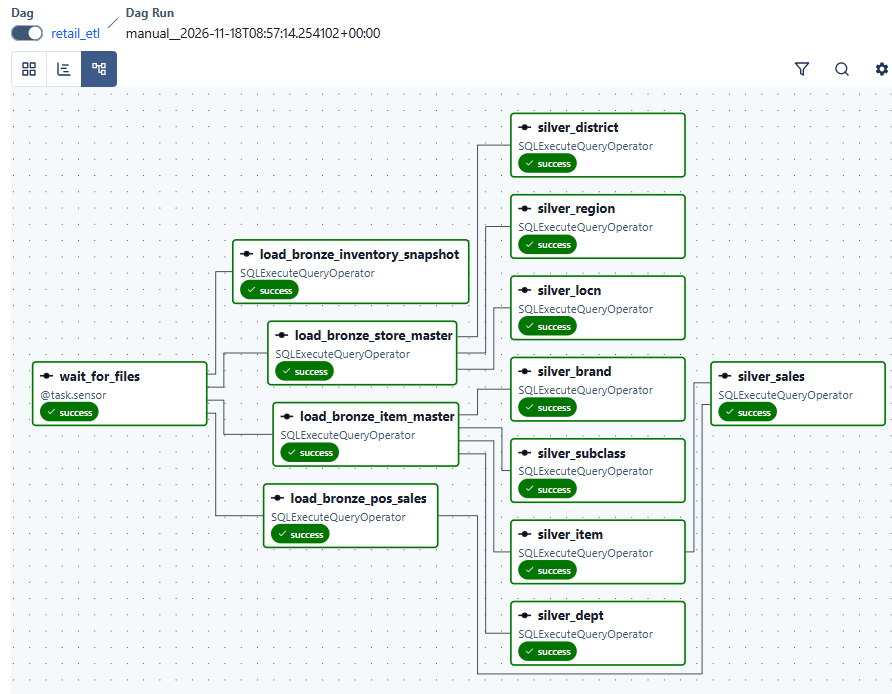 Dag
retail_etl
Dag Run
manual__2026-11-18T08:57:14.254102+00:00
wait_for_files
@task.sensor
success
load_bronze_inventory_snapshot
SQLExecuteQueryOperator
success
load_bronze_store_master
SQLExecuteQueryOperator
success
load_bronze_item_master
SQLExecuteQueryOperator
success
load_bronze_pos_sales
SQLExecuteQueryOperator
success
silver_district
SQLExecuteQueryOperator
success
silver_region
SQLExecuteQueryOperator
success
silver_locn
SQLExecuteQueryOperator
success
silver_brand
SQLExecuteQueryOperator
success
silver_subclass
SQLExecuteQueryOperator
success
silver_item
SQLExecuteQueryOperator
success
silver_dept
SQLExecuteQueryOperator
success
silver_sales
SQLExecuteQueryOperator
success